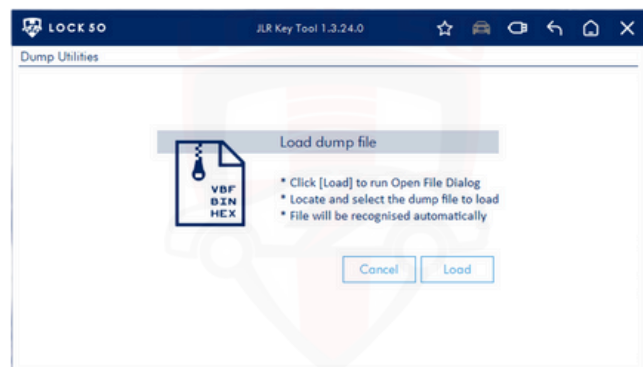 LOCK 50
JLR Key Tool 1.3.24.0
Dump Utilities
Load dump file
VBF
BIN
HEX
* Click [Load] to run Open File Dialog
* Locate and select the dump file to load
* File will be recognised automatically
Cancel
Load